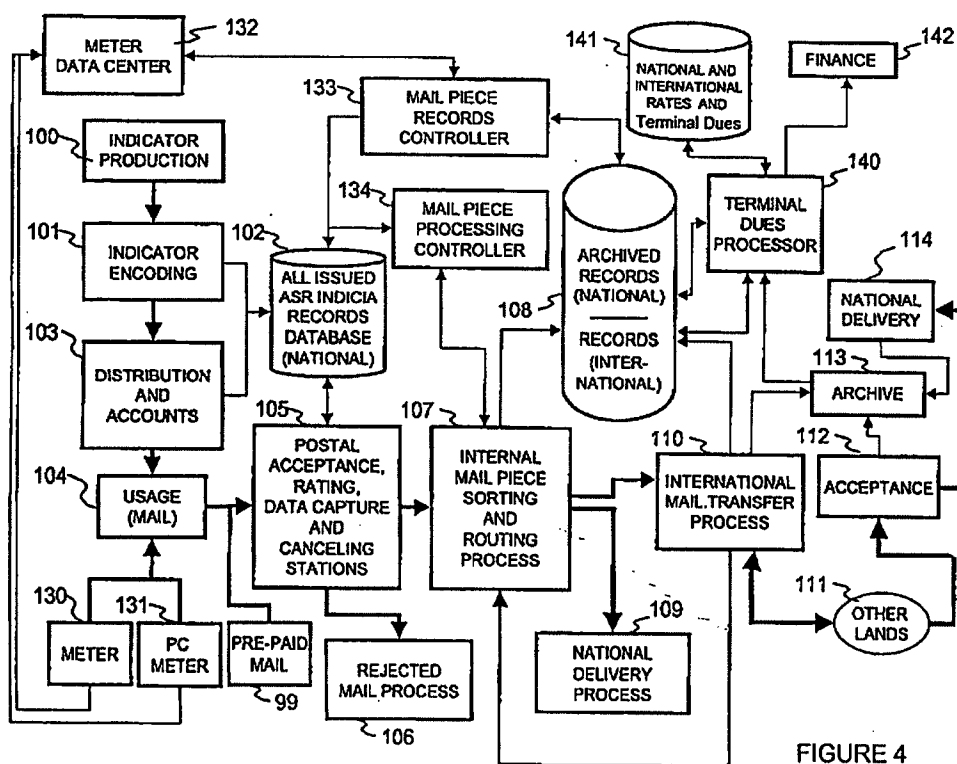 132
METER
DATA CENTER
141
142
FINANCE
NATIONAL AND
INTERNATIONAL
RATES and
Terminal Dues
133
MAIL PIECE
RECORDS
CONTROLLER
100
INDICATOR
PRODUCTION
140
TERMINAL
DUES
PROCESSOR
134
MAIL PIECE
PROCESSING
CONTROLLER
101
INDICATOR
ENCODING
102
ALL ISSUED
ASR INDICIA
RECORDS
DATABASE
(NATIONAL)
ARCHIVED
RECORDS
(NATIONAL)
RECORDS
(INTER-
NATIONAL)
108
114
NATIONAL
DELIVERY
103
DISTRIBUTION
AND
ACCOUNTS
113
ARCHIVE
105
POSTAL
ACCEPTANCE,
RATING,
DATA CAPTURE
AND
CANCELING
STATIONS
107
INTERNAL
MAIL PIECE
SORTING
AND
ROUTING
PROCESS
110
INTERNATIONAL
MAIL.TRANSFER
PROCESS
112
ACCEPTANCE
104
USAGE
(MAIL)
111
OTHER
LANDS
130
METER
131
PC
METER
PRE-PAID
MAIL
99
REJECTED
MAIL PROCESS
106
109
NATIONAL
DELIVERY
PROCESS
FIGURE 4